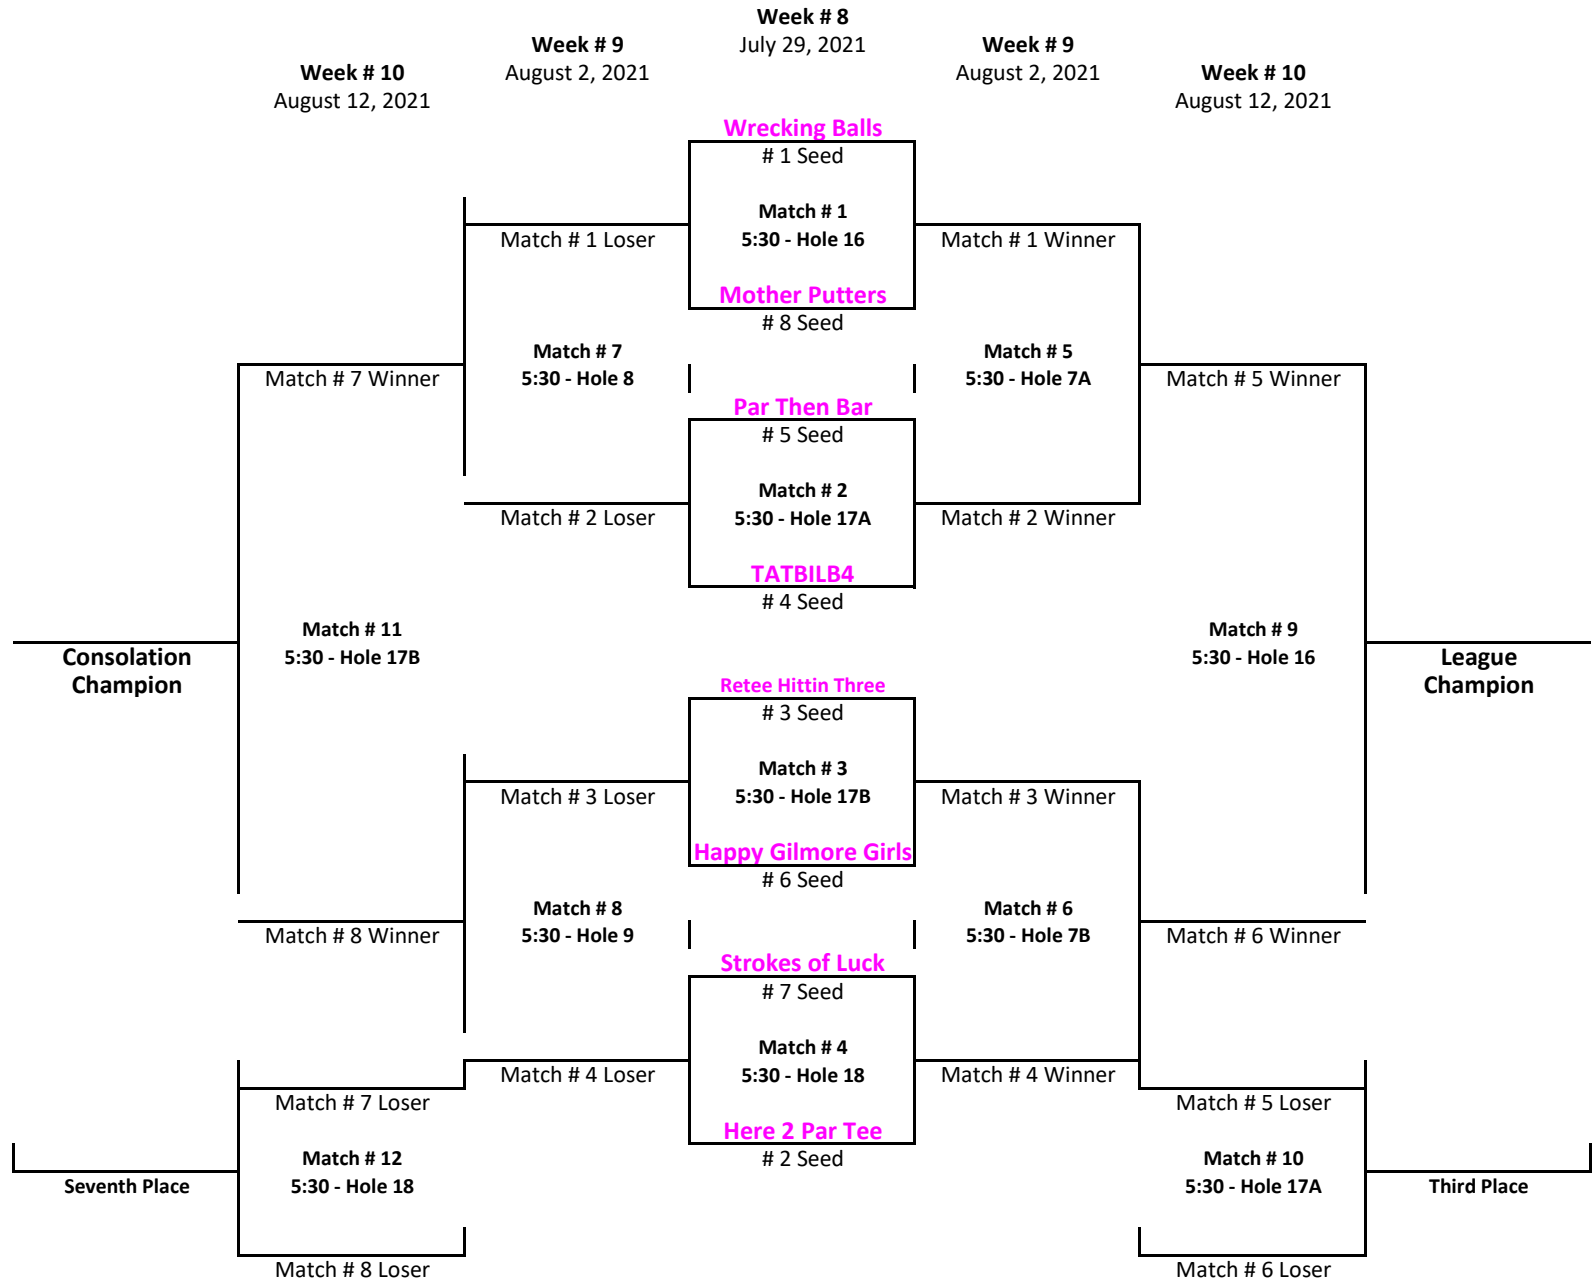 Week # 8
July 29, 2021
Week # 9
August 2, 2021
Week # 9
August 2, 2021
Week # 10
August 12, 2021
Week # 10
August 12, 2021
Wrecking Balls
# 1 Seed
Match # 1
5:30 - Hole 16
Match # 1 Loser
Match # 1 Winner
Mother Putters
# 8 Seed
Match # 7
5:30 - Hole 8
Match # 5
5:30 - Hole 7A
Match # 7 Winner
Match # 5 Winner
Par Then Bar
# 5 Seed
Match # 2
5:30 - Hole 17A
Match # 2 Loser
Match # 2 Winner
TATBILB4
# 4 Seed
Match # 11
5:30 - Hole 17B
Match # 9
5:30 - Hole 16
Consolation
Champion
League
Champion
Retee Hittin Three
# 3 Seed
Match # 3
5:30 - Hole 17B
Match # 3 Loser
Match # 3 Winner
Happy Gilmore Girls
# 6 Seed
Match # 8
5:30 - Hole 9
Match # 6
5:30 - Hole 7B
Match # 8 Winner
Match # 6 Winner
Strokes of Luck
# 7 Seed
Match # 4
5:30 - Hole 18
Match # 4 Loser
Match # 4 Winner
Match # 7 Loser
Match # 5 Loser
Here 2 Par Tee
# 2 Seed
Match # 12
5:30 - Hole 18
Match # 10
5:30 - Hole 17A
Seventh Place
Third Place
Match # 8 Loser
Match # 6 Loser